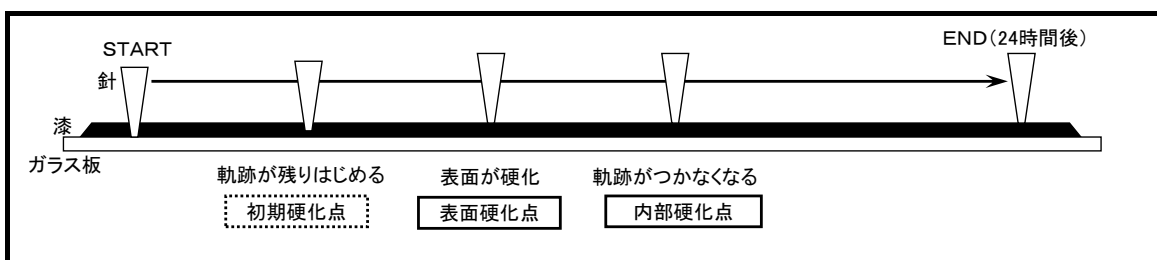 START
END(24時間後)
針
漆
ガラス板
軌跡が残りはじめる
表面が硬化
軌跡がつかなくなる
初期硬化点
表面硬化点
内部硬化点